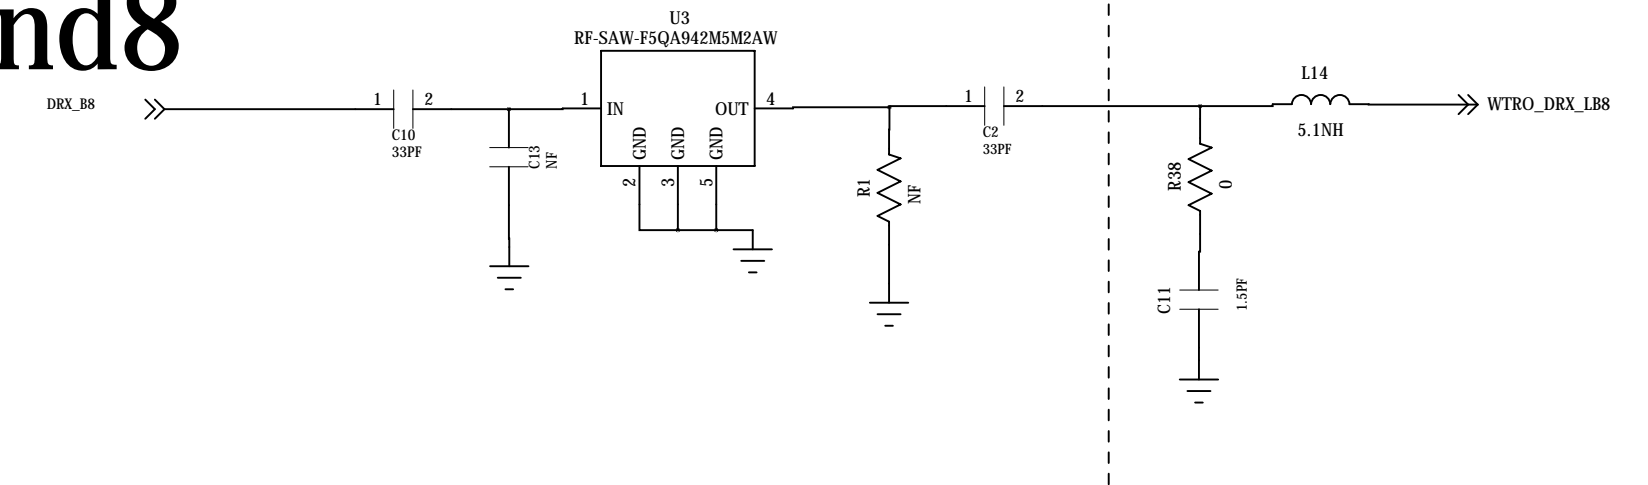 nd8
U3
RF-SAW-F5QA942M5M2AW
DRX_B8
1
2
C10
33PF
C13
NF
1
IN
OUT
4
GND
GND
GND
2
3
5
R1
NF
1
2
C2
33PF
L14
5.1NH
WTRO_DRX_LB8
R38
0
C11
1.5PF